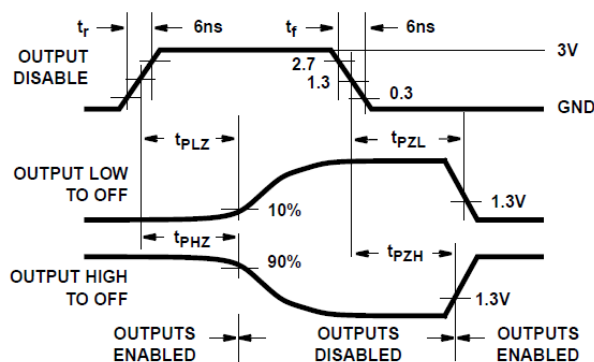 tr 6ns tf 6ns
OUTPUT
DISABLE
2.7
1.3
0.3
3V
GND
tPLZ tPZL
OUTPUT LOW
TO OFF
10%
1.3V
tPHZ tPZH
OUTPUT HIGH
TO OFF
90%
1.3V
OUTPUTS
ENABLED
OUTPUTS
DISABLED
OUTPUTS
ENABLED